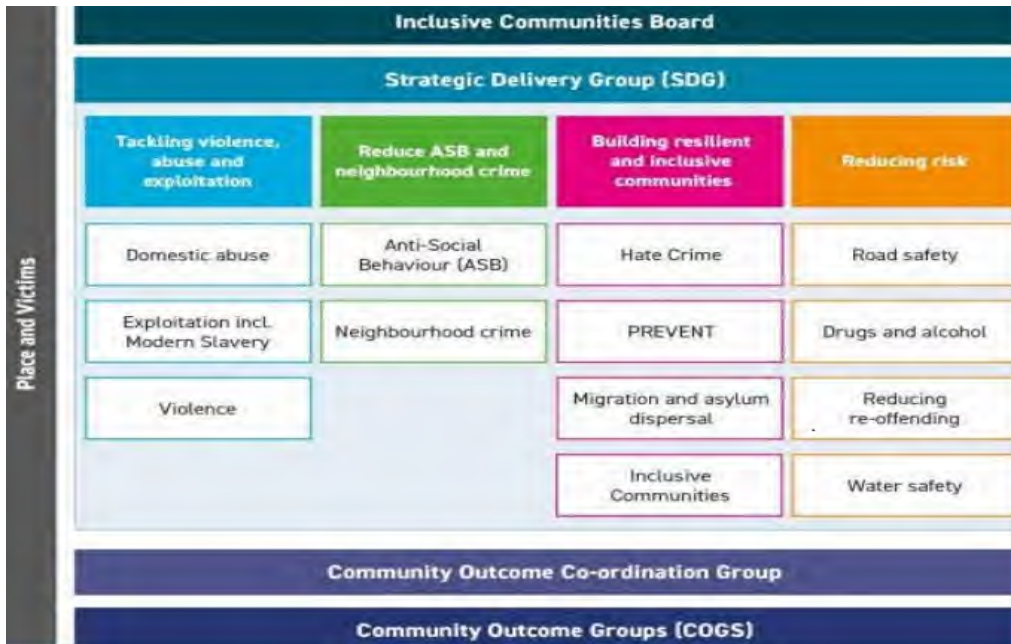 Inclusive Communities Board
Strategic Delivery Group (SDG)
Place and Victims
Tackling violence,
abuse and
exploitation
Domestic abuse
Exploitation incl.
Modern Slavery
Violence
Reduce ASB and
neighbourhood crime
Anti-Social
Behaviour (ASB)
Neighbourhood crime
Building resilient
and inclusive
communities
Hate Crime
PREVENT
Migration and asylum
dispersal
Inclusive
Communities
Reducing risk
Road safety
Drugs and alcohol
Reducing
re-offending
Water safety
Community Outcome Co-ordination Group
Community Outcome Groups (COGS)